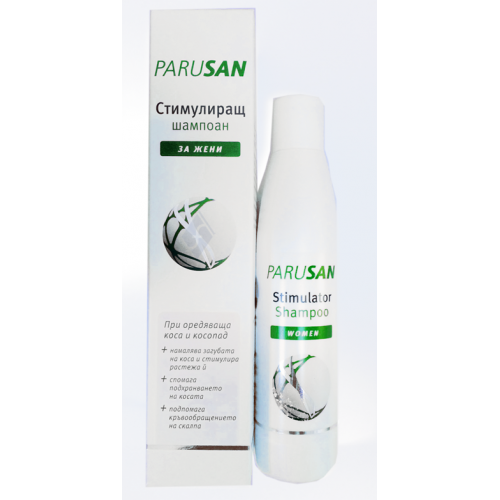 PARUSAN
Стимулиращ
шампоан
ЗА ЖЕНИ
При оредяваща
коса и косопад
+ намалява загубата
на коса и стимулира
растежа ѝ
+ спомага
подхранването
на косата
+ подпомага
кръвообращението
на скалпа
PARUSAN
Stimulator
Shampoo
WOMEN